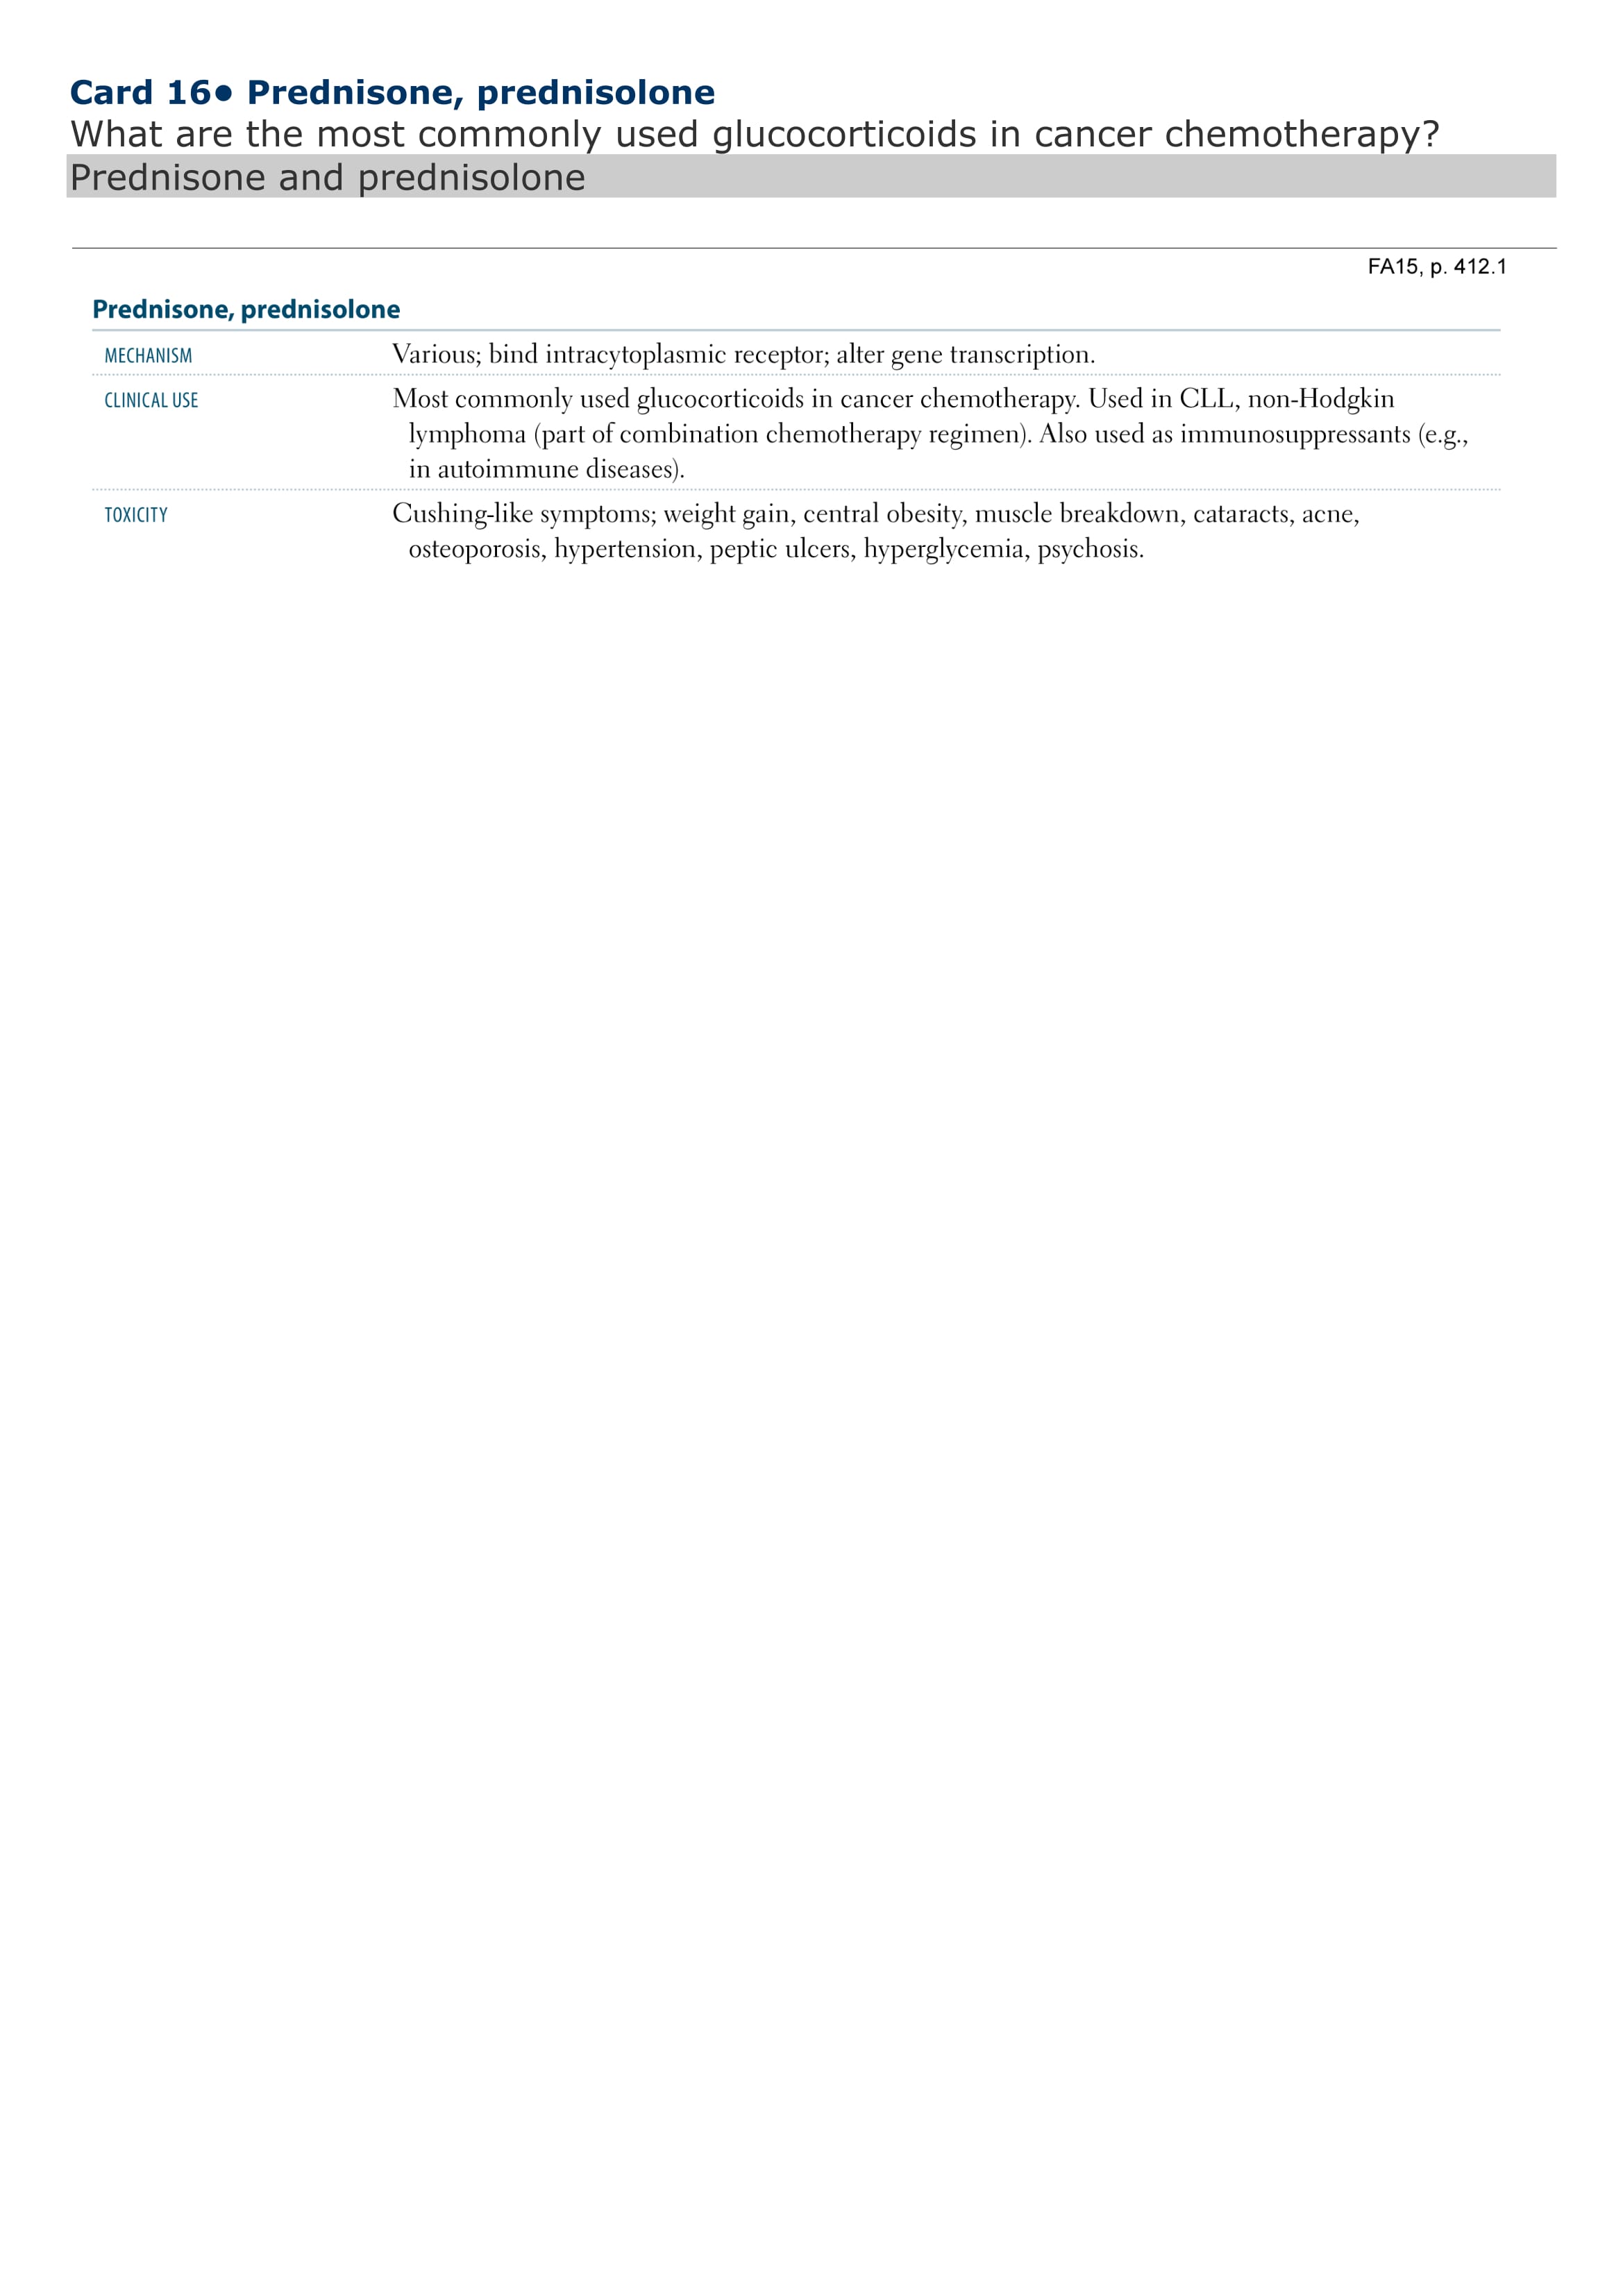 Card 16• Prednisone, prednisolone
What are the most commonly used glucocorticoids in cancer chemotherapy?
Prednisone and prednisolone
FA15, p. 412.1
Prednisone, prednisolone
MECHANISM Various; bind intracytoplasmic receptor; alter gene transcription.
CLINICAL USE Most commonly used glucocorticoids in cancer chemotherapy. Used in CLL, non-Hodgkin
lymphoma (part of combination chemotherapy regimen). Also used as immunosuppressants (e.g.,
in autoimmune diseases).
TOXICITY Cushing-like symptoms; weight gain, central obesity, muscle breakdown, cataracts, acne,
osteoporosis, hypertension, peptic ulcers, hyperglycemia, psychosis.